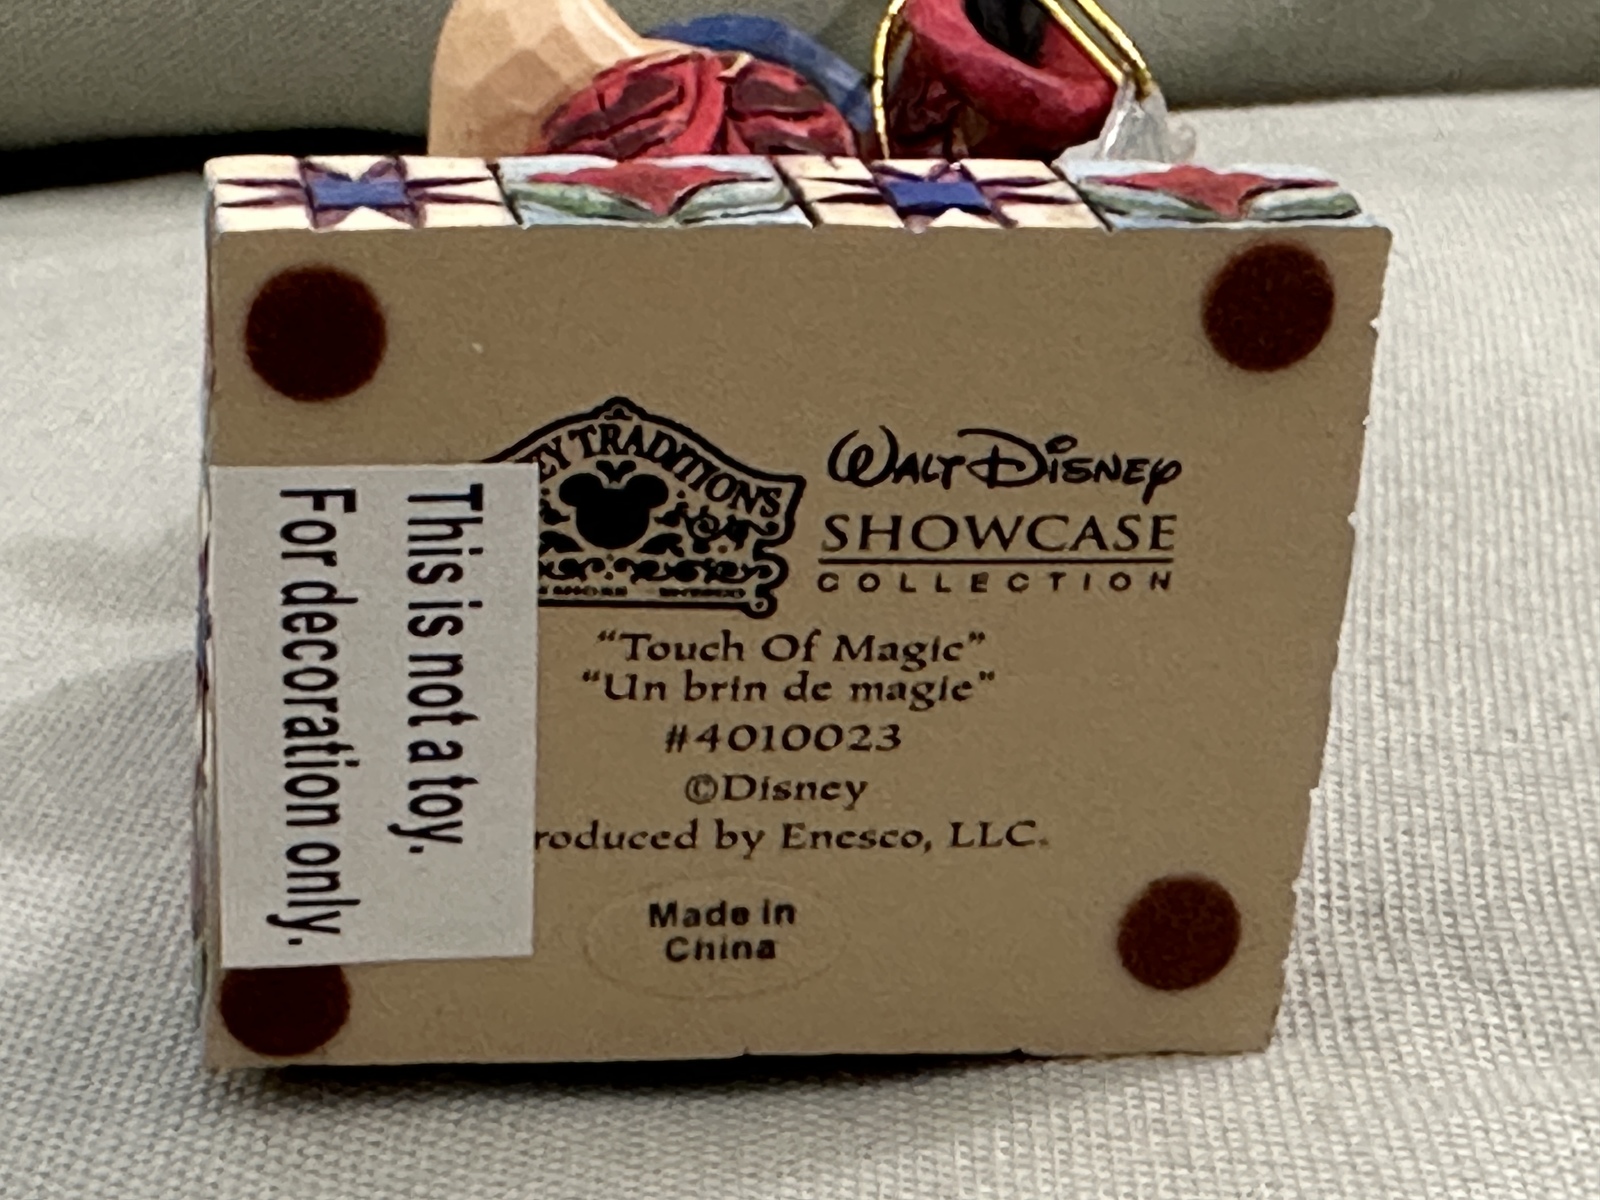 EY TRADITIONS
WALT DISNEY
SHOWCASE
COLLECTION
“Touch Of Magic”
“Un brin de magie”
#4010023
©Disney
roduced by Enesco, LLC.
Made in
China
This is not a toy.
For decoration only.